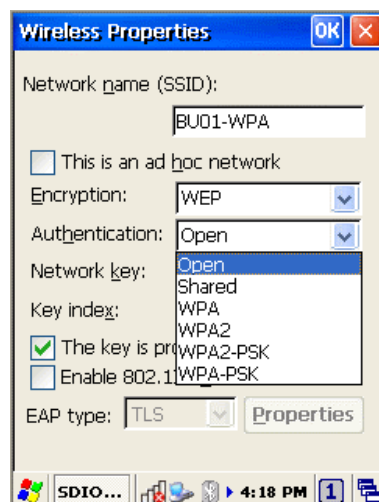 Wireless Properties OK
Network name (SSID):
BU01-WPA
This is an ad hoc network
Encryption: WEP
Authentication: Open
Network key: Open
Shared
Key index: WPA
WPA2
The key is pro WPA2-PSK
Enable 802.1 WPA-PSK
EAP type: TLS Properties
SDIO... 4:18 PM 1